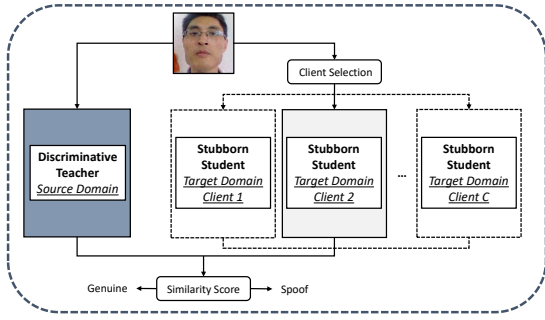 Client Selection
Discriminative
Teacher
Source Domain
Stubborn
Student
Target Domain
Client 1
Stubborn
Student
Target Domain
Client 2
...
Stubborn
Student
Target Domain
Client C
Genuine
Similarity Score
Spoof